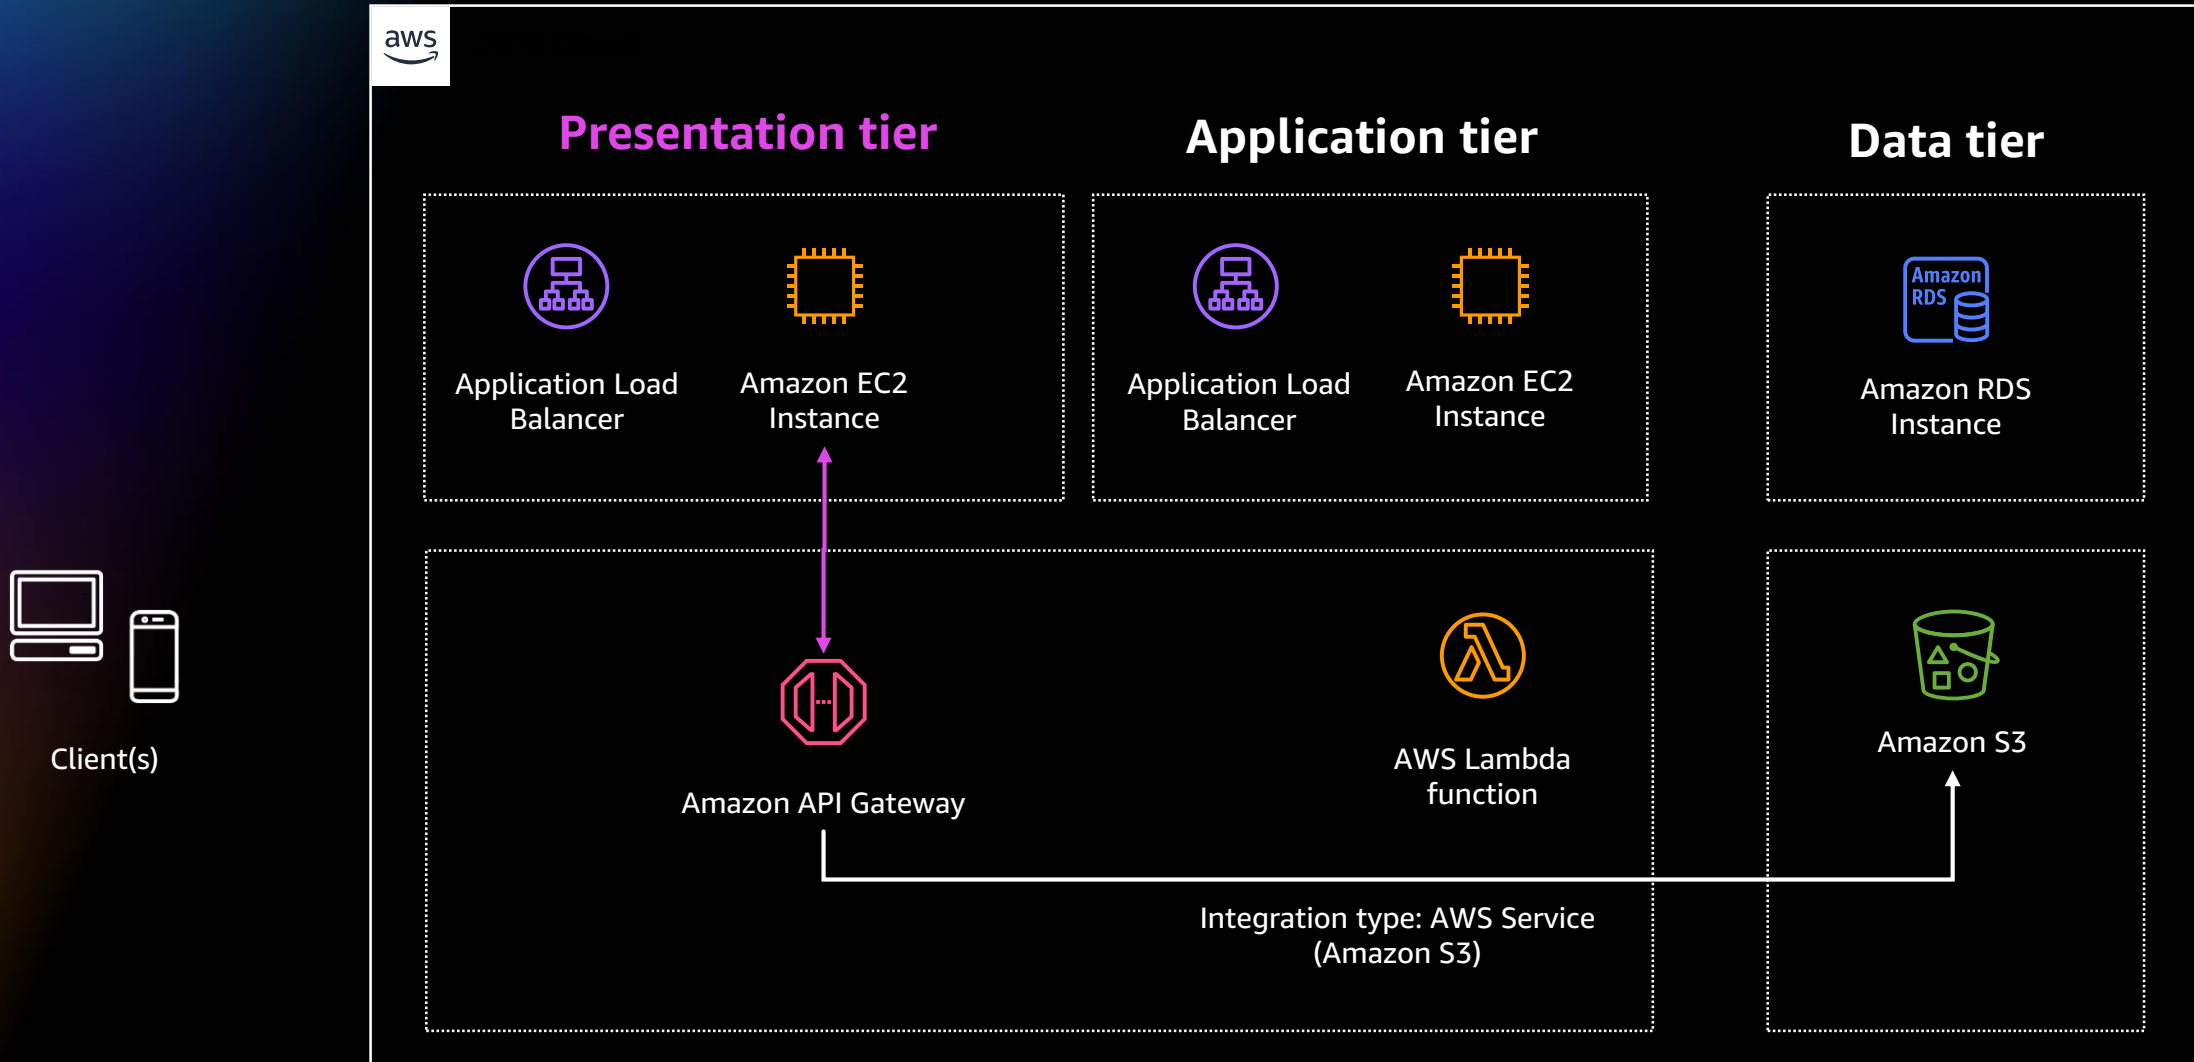 aws
Presentation tier
Application tier
Data tier
Application Load
Balancer
Amazon EC2
Instance
Application Load
Balancer
Amazon EC2
Instance
Amazon
RDS
Amazon RDS
Instance
Client(s)
Amazon API Gateway
AWS Lambda
function
Amazon S3
Integration type: AWS Service
(Amazon S3)